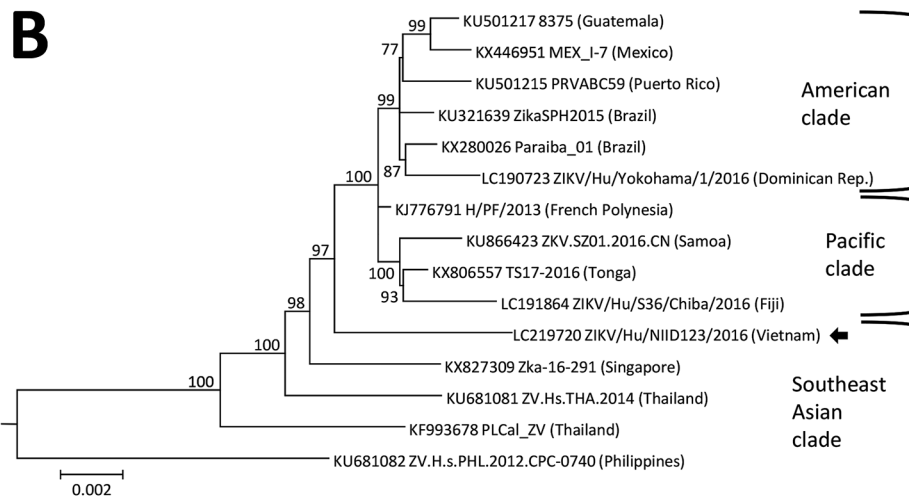 B
99
KU501217 8375 (Guatemala)
77
KX446951 MEX_I-7 (Mexico)
KU501215 PRVABC59 (Puerto Rico)
American
clade
99
KU321639 ZikaSPH2015 (Brazil)
KX280026 Paraiba_01 (Brazil)
87
LC190723 ZIKV/Hu/Yokohama/1/2016 (Dominican Rep.)
100
KJ776791 H/PF/2013 (French Polynesia)
KU866423 ZKV.SZ01.2016.CN (Samoa)
Pacific
clade
97
100
KX806557 TS17-2016 (Tonga)
93
LC191864 ZIKV/Hu/S36/Chiba/2016 (Fiji)
98
LC219720 ZIKV/Hu/NIID123/2016 (Vietnam)
100
KX827309 Zka-16-291 (Singapore)
100
KU681081 ZV.Hs.THA.2014 (Thailand)
Southeast
Asian
clade
KF993678 PLCal_ZV (Thailand)
KU681082 ZV.H.s.PHL.2012.CPC-0740 (Philippines)
0.002